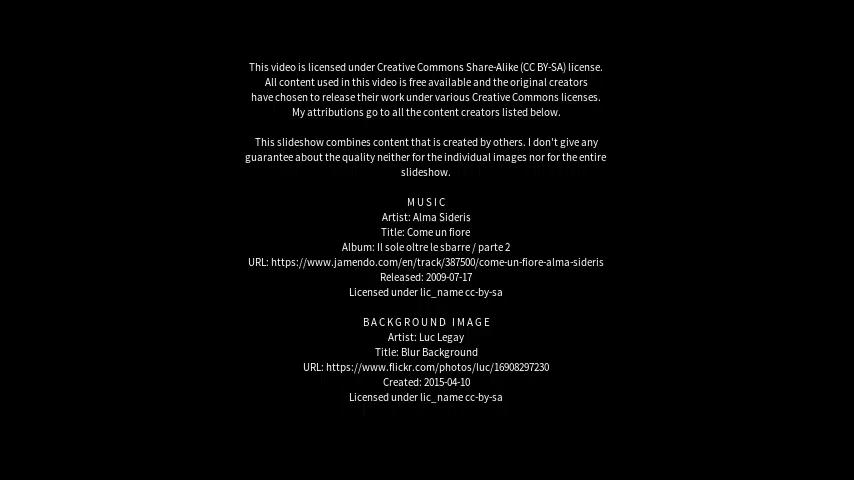 This video is licensed under Creative Commons Share-Alike (CC BY-SA) license.
All content used in this video is free available and the original creators
have chosen to release their work under various Creative Commons licenses.
My attributions go to all the content creators listed below.
This slideshow combines content that is created by others. I don't give any
guarantee about the quality neither for the individual images nor for the entire
slideshow.
MUSIC
Artist: Alma Sideris
Title: Come un fiore
Album: Il sole oltre le sbarre / parte 2
URL: https://www.jamendo.com/en/track/387500/come-un-fiore-alma-sideris
Released: 2009-07-17
Licensed under lic_name cc-by-sa
BACKGROUND IMAGE
Artist: Luc Legay
Title: Blur Background
URL: https://www.flickr.com/photos/luc/16908297230
Created: 2015-04-10
Licensed under lic_name cc-by-sa